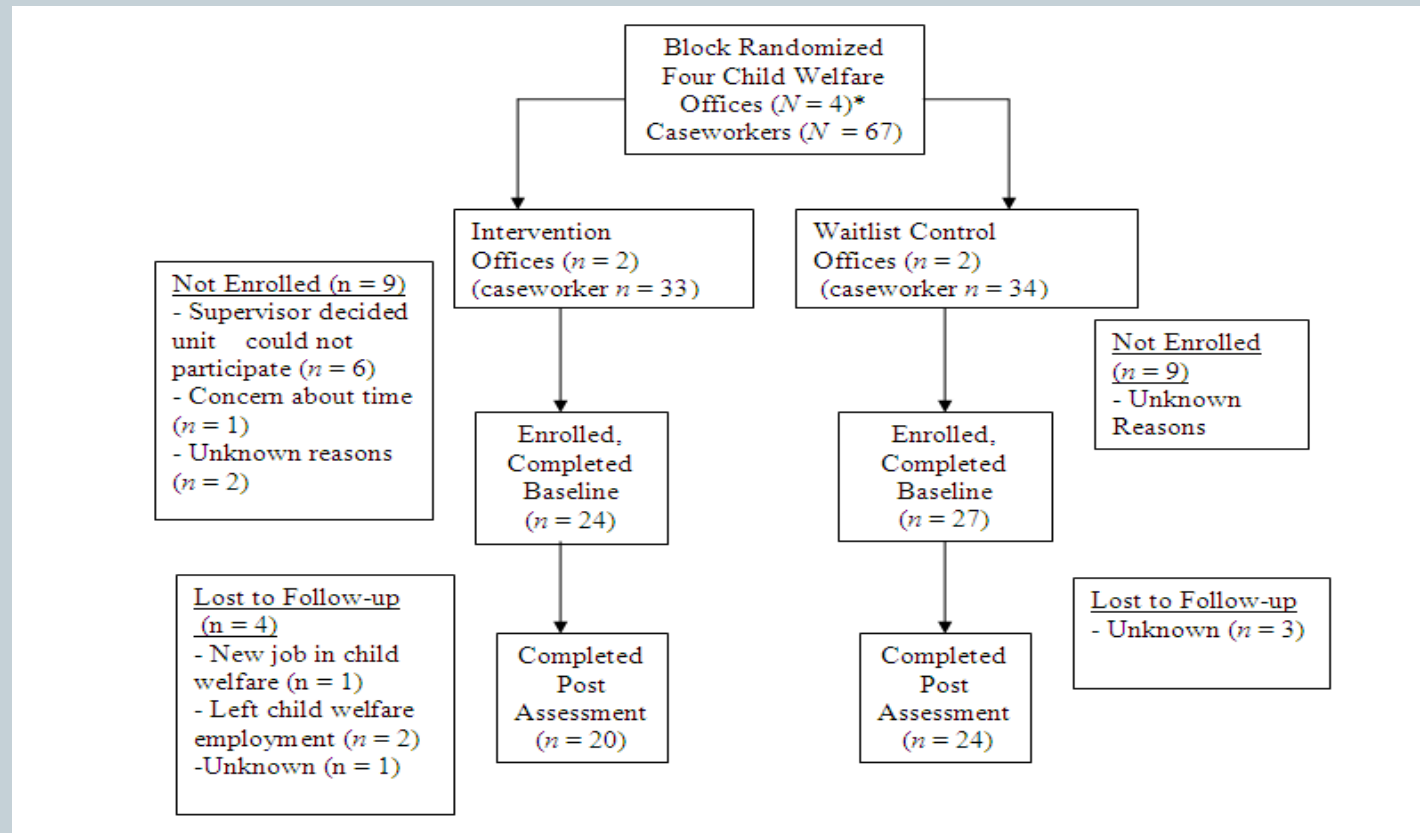 Block Randomized
Four Child Welfare
Offices (N = 4)*
Caseworkers (N = 67)
Intervention
Offices (n = 2)
(caseworker n = 33)
Waitlist Control
Offices (n = 2)
(caseworker n = 34)
Not Enrolled (n = 9)
- Supervisor decided
unit could not
participate (n = 6)
- Concern about time
(n = 1)
- Unknown reasons
(n = 2)
Not Enrolled
(n = 9)
- Unknown
Reasons
Enrolled,
Completed
Baseline
(n = 24)
Enrolled,
Completed
Baseline
(n = 27)
Lost to Follow-up
(n = 4)
- New job in child
welfare (n = 1)
- Left child welfare
employment (n = 2)
-Unknown (n = 1)
Completed
Post
Assessment
(n = 20)
Completed
Post
Assessment
(n = 24)
Lost to Follow-up
- Unknown (n = 3)